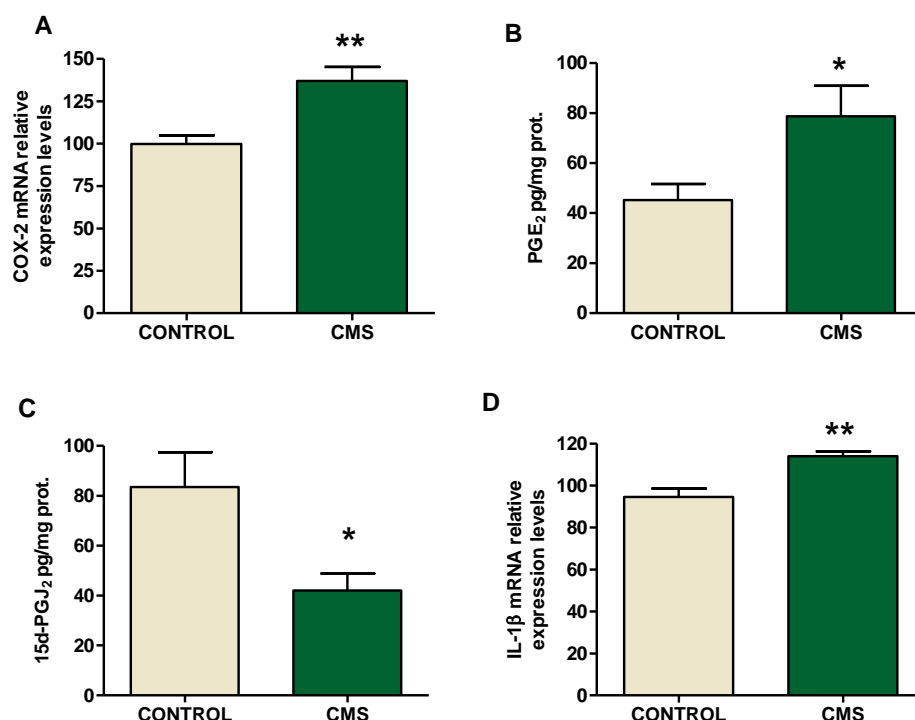 A
COX-2 mRNA relative
expression levels
150
125
100
75
50
25
0
**
CONTROL CMS
B
PGE₂ pg/mg prot.
100
80
60
40
20
0
*
CONTROL CMS
C
15d-PGJ₂ pg/mg prot.
100
80
60
40
20
0
*
CONTROL CMS
D
IL-1β mRNA relative
expression levels
120
100
80
60
40
20
0
**
CONTROL CMS